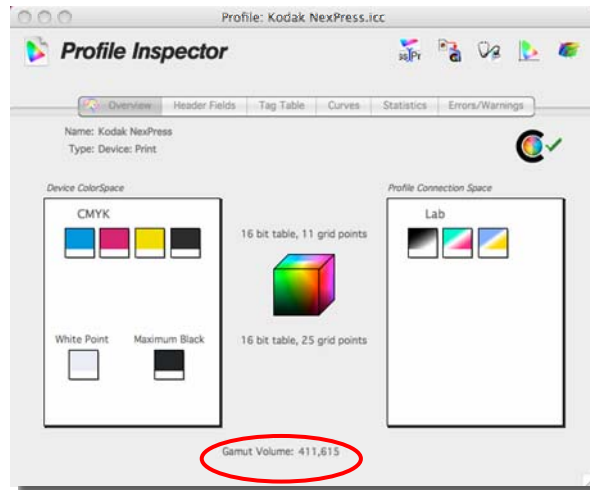 Profile: Kodak NexPress.icc
Profile Inspector
Overview Header Fields Tag Table Curves Statistics Errors/Warnings
Name: Kodak NexPress
Type: Device: Print
Device ColorSpace
Profile Connection Space
CMYK
Lab
16 bit table, 11 grid points
White Point Maximum Black
16 bit table, 25 grid points
Gamut Volume: 411,615